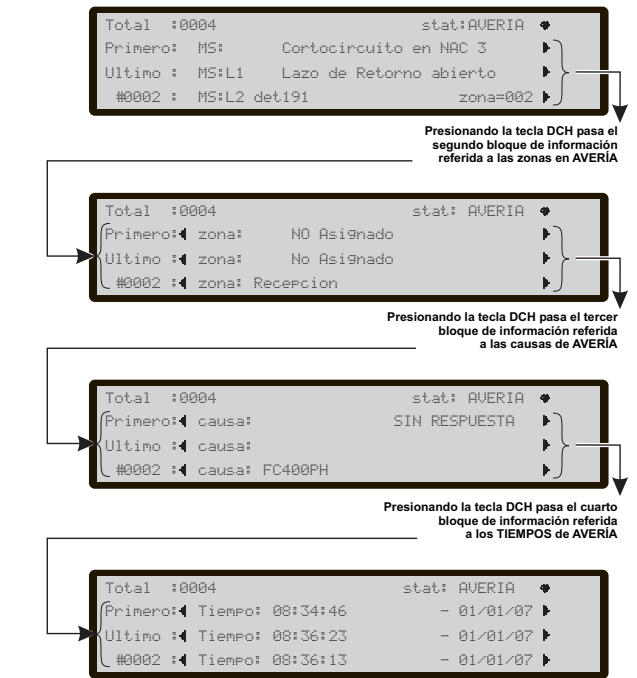 Total :0004 stat:AVERIA
Primero: MS: Cortocircuito en NAC 3
Ultimo : MS:L1 Lazo de Retorno abierto
#0002 : MS:L2 det191 zona=002
Presionando la tecla DCH pasa el
segundo bloque de información
referida a las zonas en AVERÍA
Total :0004 stat: AVERIA
Primero: zona: NO Asignado
Ultimo : zona: No Asignado
#0002 : zona: Recepcion
Presionando la tecla DCH pasa el tercer
bloque de información referida
a las causas de AVERÍA
Total :0004 stat: AVERIA
Primero: causa: SIN RESPUESTA
Ultimo : causa:
#0002 : causa: FC400PH
Presionando la tecla DCH pasa el cuarto
bloque de información referida
a los TIEMPOS de AVERÍA
Total :0004 stat: AVERIA
Primero: Tiempo: 08:34:46 - 01/01/07
Ultimo : Tiempo: 08:36:23 - 01/01/07
#0002 : Tiempo: 08:36:13 - 01/01/07